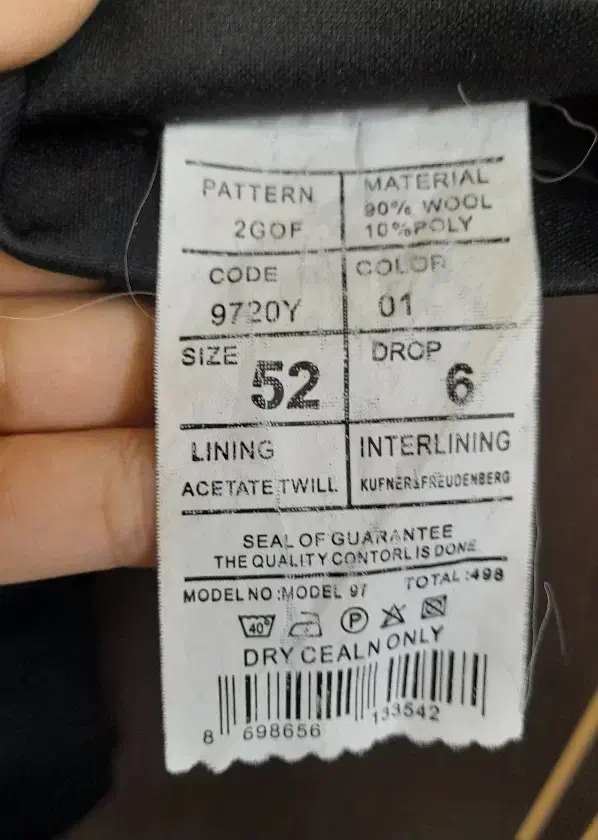 PATTERN
2GOF
MATERIAL
90% WOOL
10%POLY
CODE
9720Y
COLOR
01
SIZE 52
DROP 6
LINING
ACETATE TWILL
INTERLINING
KUFNER&FREUDENBERG
SEAL OF GUARANTEE
THE QUALITY CONTORL IS DONE
MODEL NO :MODEL 97 TOTAL :498
40° P
DRY CEALN ONLY
8 698656 133542